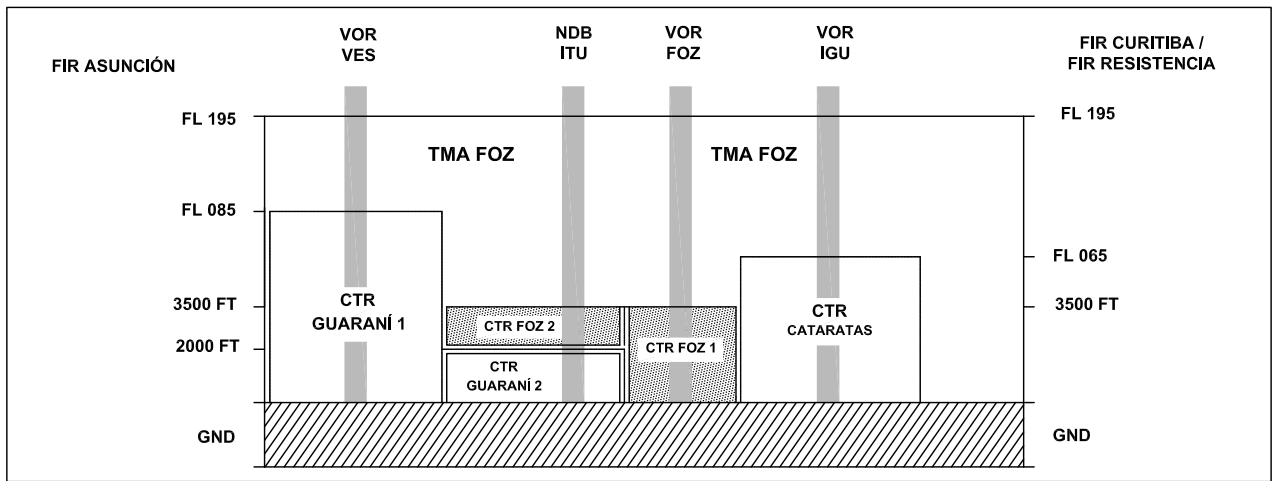 VOR
VES
NDB
ITU
VOR
FOZ
VOR
IGU
FIR ASUNCIÓN
FIR CURITIBA /
FIR RESISTENCIA
FL 195
FL 195
TMA FOZ
TMA FOZ
FL 085
FL 065
3500 FT
3500 FT
CTR
GUARANÍ 1
CTR FOZ 2
CTR FOZ 1
CTR
CATARATAS
2000 FT
CTR
GUARANÍ 2
GND
GND